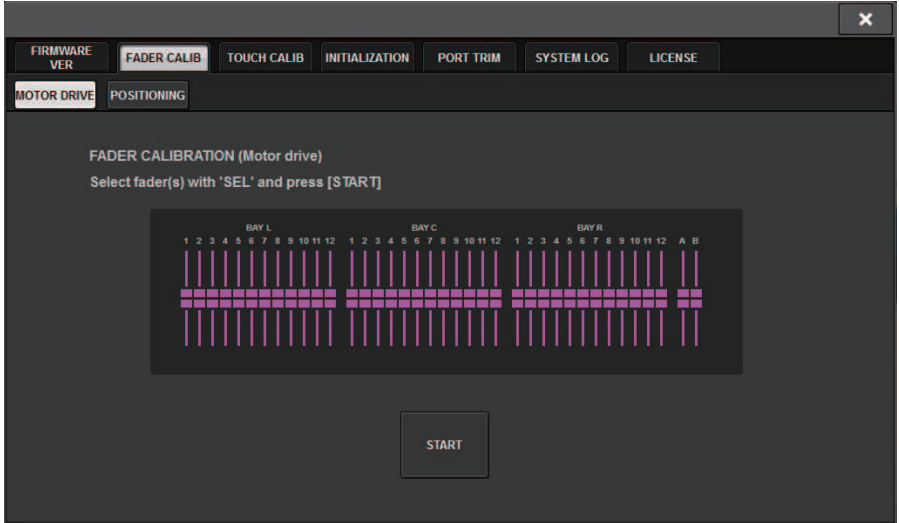 ×
FIRMWARE VER FADER CALIB TOUCH CALIB INITIALIZATION PORT TRIM SYSTEM LOG LICENSE
MOTOR DRIVE POSITIONING
FADER CALIBRATION (Motor drive)
Select fader(s) with 'SEL' and press [START]
BAY L BAY C BAY R
1 2 3 4 5 6 7 8 9 10 11 12 1 2 3 4 5 6 7 8 9 10 11 12 1 2 3 4 5 6 7 8 9 10 11 12 A B
START